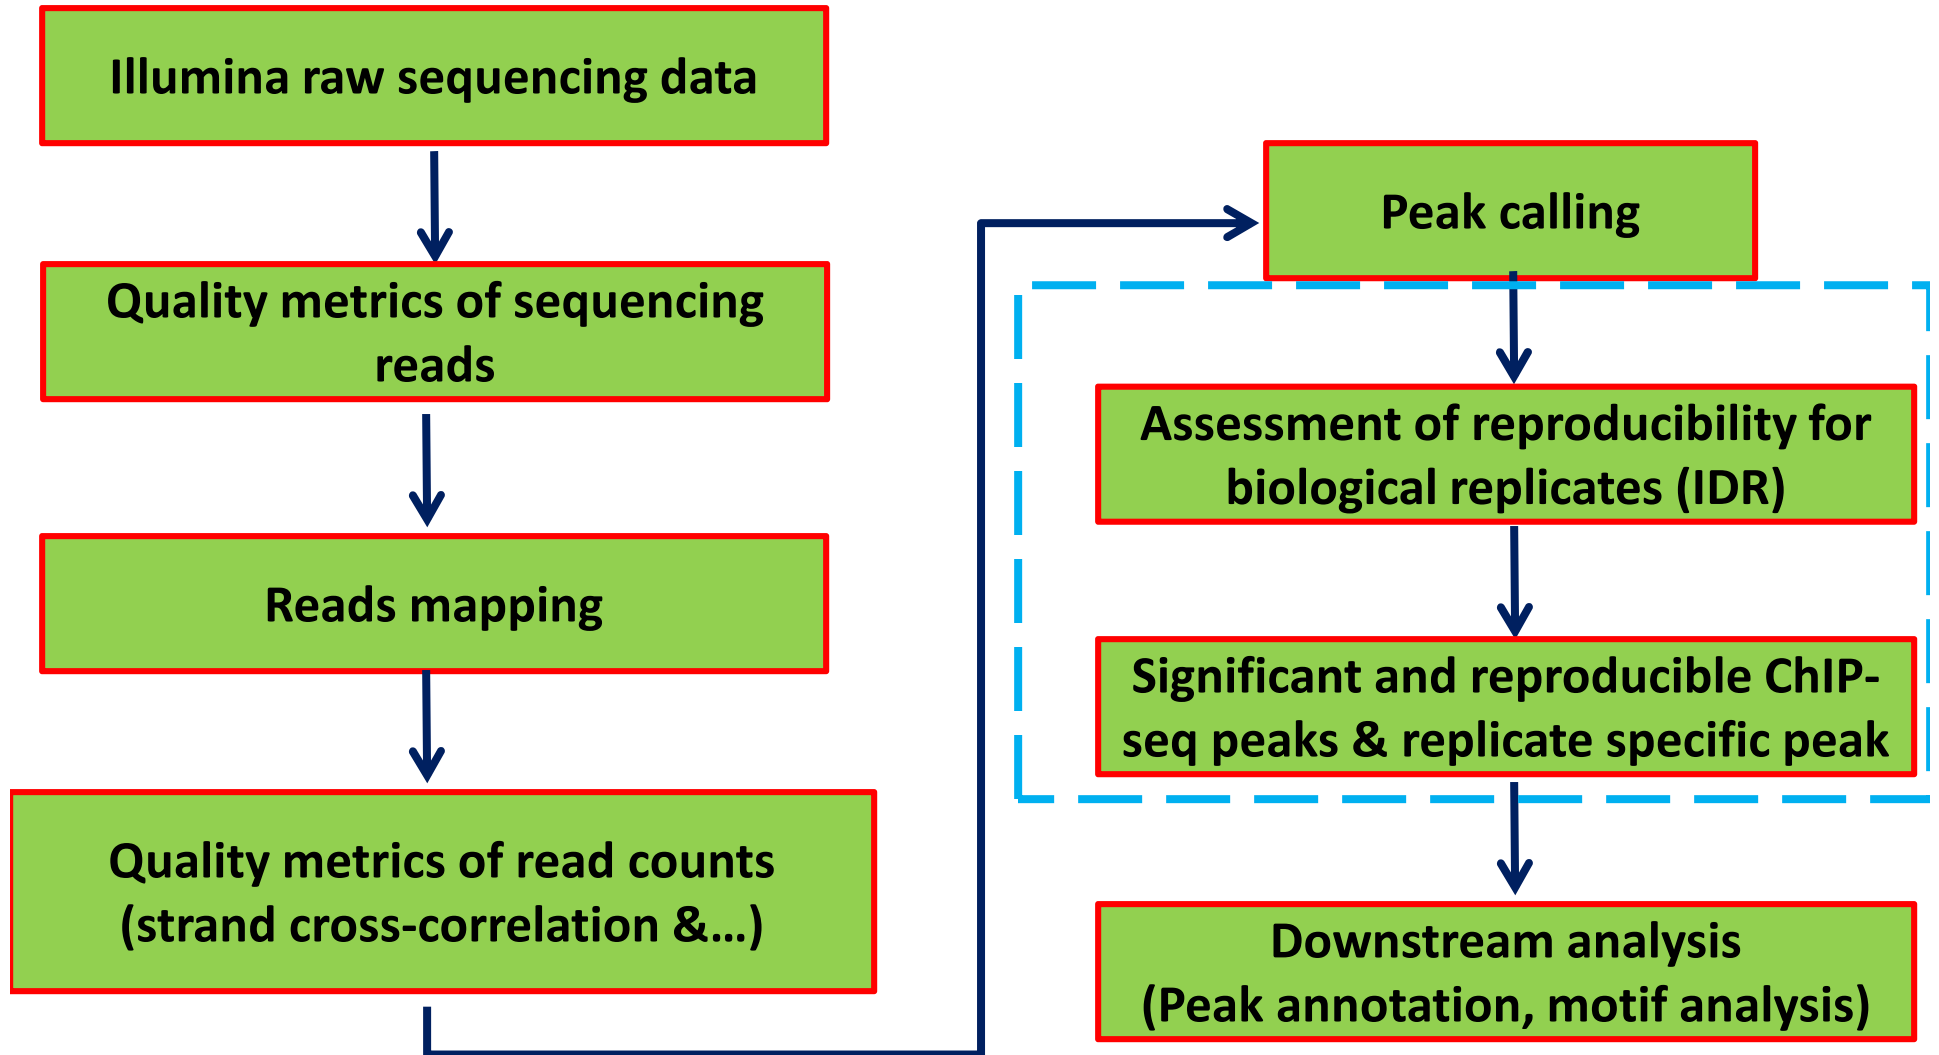 Illumina raw sequencing data
Quality metrics of sequencing
reads
Reads mapping
Quality metrics of read counts
(strand cross-correlation &...)
Peak calling
Assessment of reproducibility for
biological replicates (IDR)
Significant and reproducible ChIP-
seq peaks & replicate specific peak
Downstream analysis
(Peak annotation, motif analysis)